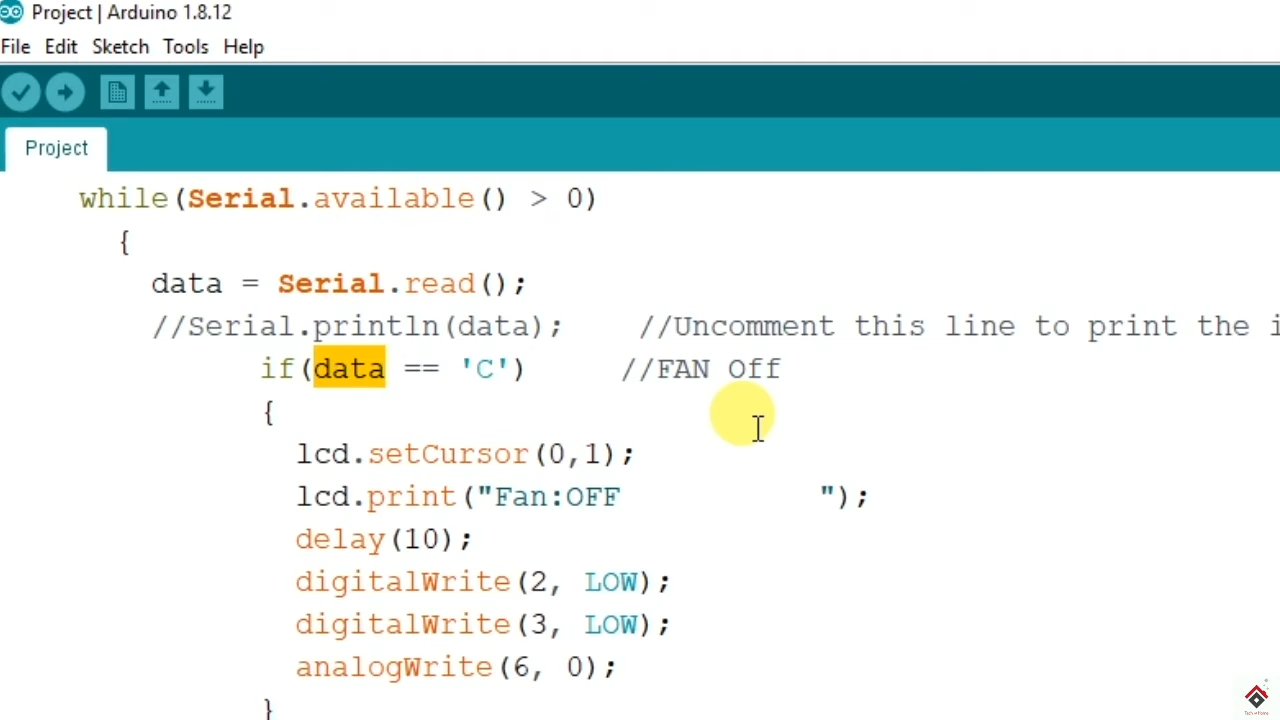 Project | Arduino 1.8.12
File Edit Sketch Tools Help
Project
while(Serial.available() > 0)
{
data = Serial.read();
//Serial.println(data); //Uncomment this line to print the
if(data == 'C') //FAN Off
{
lcd.setCursor(0,1);
lcd.print("Fan:OFF ");
delay(10);
digitalWrite(2, LOW);
digitalWrite(3, LOW);
analogWrite(6, 0);
}